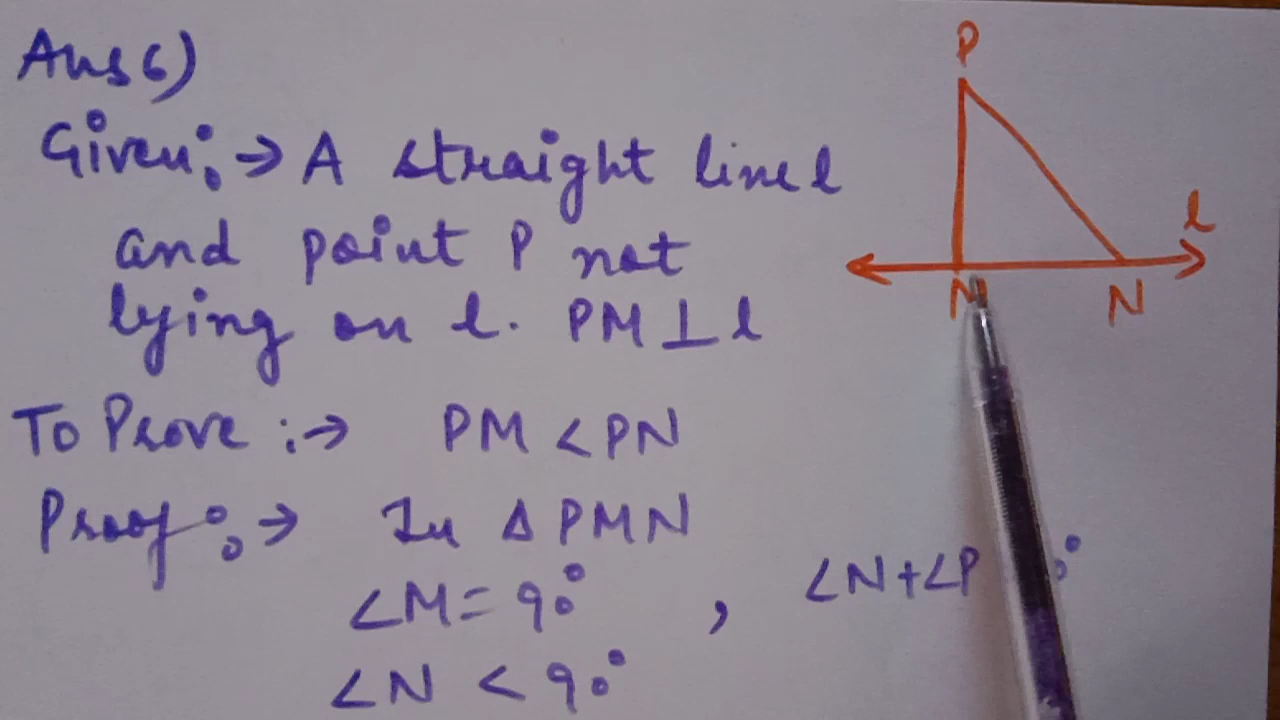 Ans 6)
Given :→ A straight line l
and point P not
lying on l. PM ⊥ l
To Prove :→ PM < PN
Proof :→ In Δ PMN
∠M = 90° , ∠N + ∠P
∠N < 90°
P
l
N